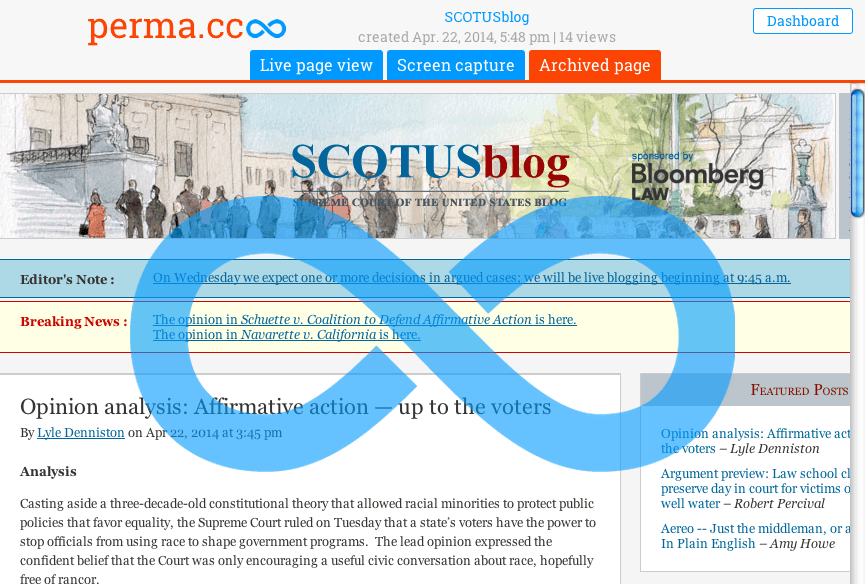 perma.cc
SCOTUSblog
created Apr. 22, 2014, 5:48 pm | 14 views
Dashboard
Live page view
Screen capture
Archived page
SCOTUSblog
SUPREME COURT OF THE UNITED STATES BLOG
sponsored by
Bloomberg
LAW
Editor's Note :
On Wednesday we expect one or more decisions in argued cases; we will be live blogging beginning at 9:45 a.m.
Breaking News :
The opinion in Schuette v. Coalition to Defend Affirmative Action is here.
The opinion in Navarette v. California is here.
Opinion analysis: Affirmative action — up to the voters
By Lyle Denniston on Apr 22, 2014 at 3:45 pm
Analysis
Casting aside a three-decade-old constitutional theory that allowed racial minorities to protect public
policies that favor equality, the Supreme Court ruled on Tuesday that a state's voters have the power to
stop officials from using race to shape government programs.  The lead opinion expressed the
confident belief that the Court was only encouraging a useful civic conversation about race, hopefully
free of rancor.
Featured Posts
Opinion analysis: Affirmative act
the voters – Lyle Denniston
Argument preview: Law school cl
preserve day in court for victims o
well water – Robert Percival
Aereo -- Just the middleman, or a
In Plain English – Amy Howe